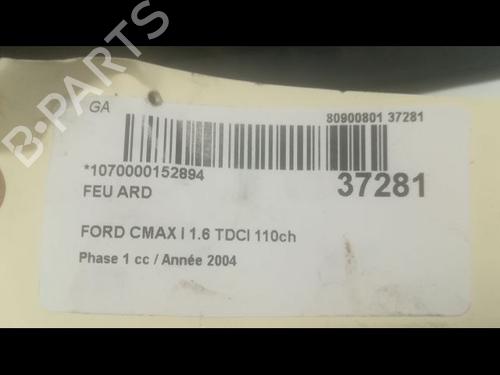 B-PARTS
GA
80900801 37281
*1070000152894
37281
FEU ARD
FORD CMAX I 1.6 TDCI 110ch
Phase 1 cc / Année 2004